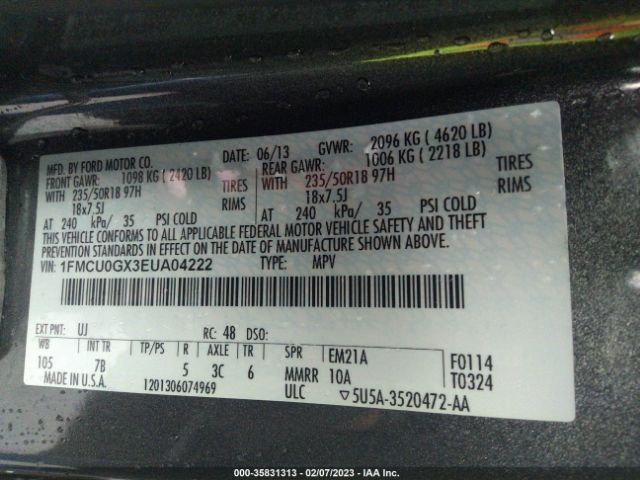 MFD. BY FORD MOTOR CO.
DATE: 06/13 GVWR: 2096 KG ( 4620 LB)
FRONT GAWR: 1098 KG ( 2420 LB) REAR GAWR: 1006 KG ( 2218 LB)
WITH 235/50R18 97H TIRES WITH 235/50R18 97H TIRES
18x7.5J RIMS 18x7.5J RIMS
AT 240 kPa/ 35 PSI COLD AT 240 kPa/ 35 PSI COLD
THIS VEHICLE CONFORMS TO ALL APPLICABLE FEDERAL MOTOR VEHICLE SAFETY AND THEFT
PREVENTION STANDARDS IN EFFECT ON THE DATE OF MANUFACTURE SHOWN ABOVE.
VIN: 1FMCU0GX3EUA04222 TYPE: MPV
EXT PNT: UJ RC: 48 DSO:
WB INT TR TP/PS R AXLE TR SPR EM21A F0114
105 7B 5 3C 6 MMRR 10A T0324
MADE IN U.S.A. 1201306074969 ULC ▽5U5A-3520472-AA
000-35831313 — 02/07/2023 — IAA Inc.